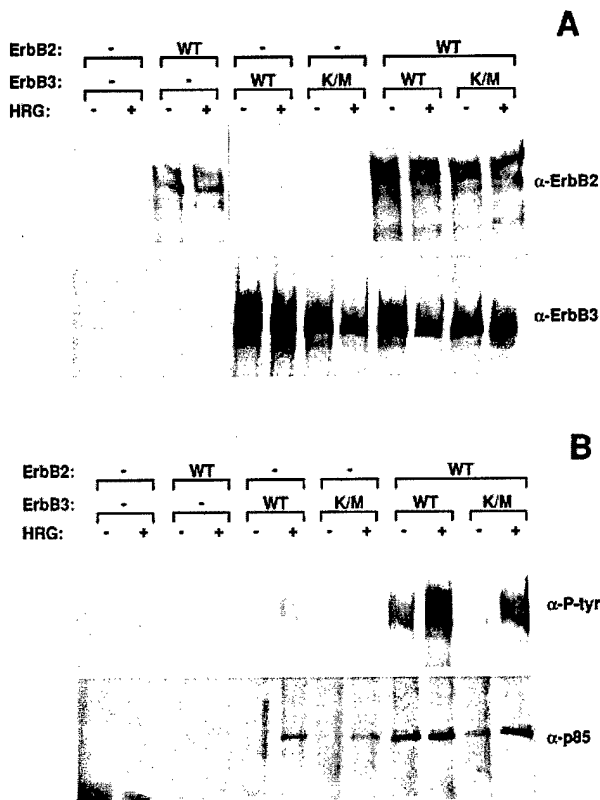 A
ErbB2: - WT - - WT
ErbB3: - - WT K/M WT K/M
HRG: - + - + - + - + - + - +
α-ErbB2
α-ErbB3
B
ErbB2: - WT - - WT
ErbB3: - - WT K/M WT K/M
HRG: - + - + - + - + - + - +
α-P-tyr
α-p85